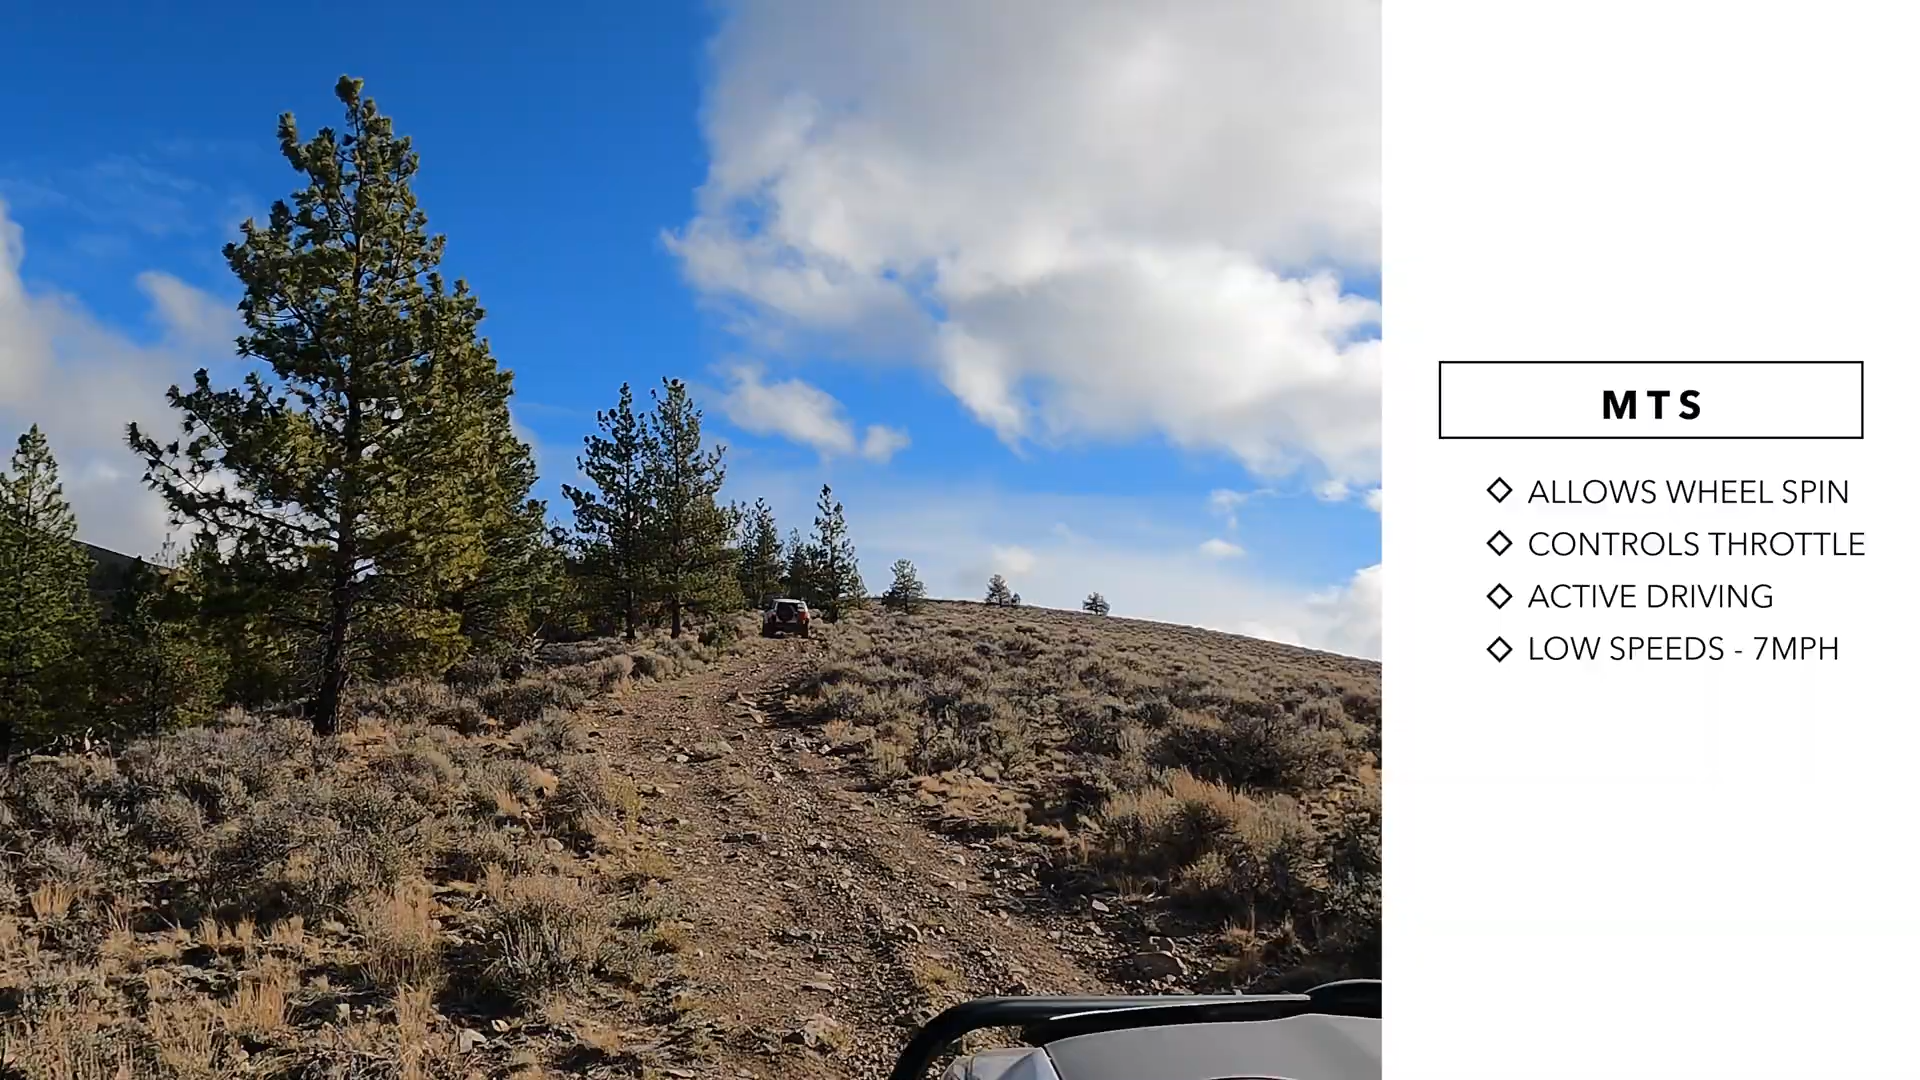 MTS
ALLOWS WHEEL SPIN
CONTROLS THROTTLE
ACTIVE DRIVING
LOW SPEEDS - 7MPH